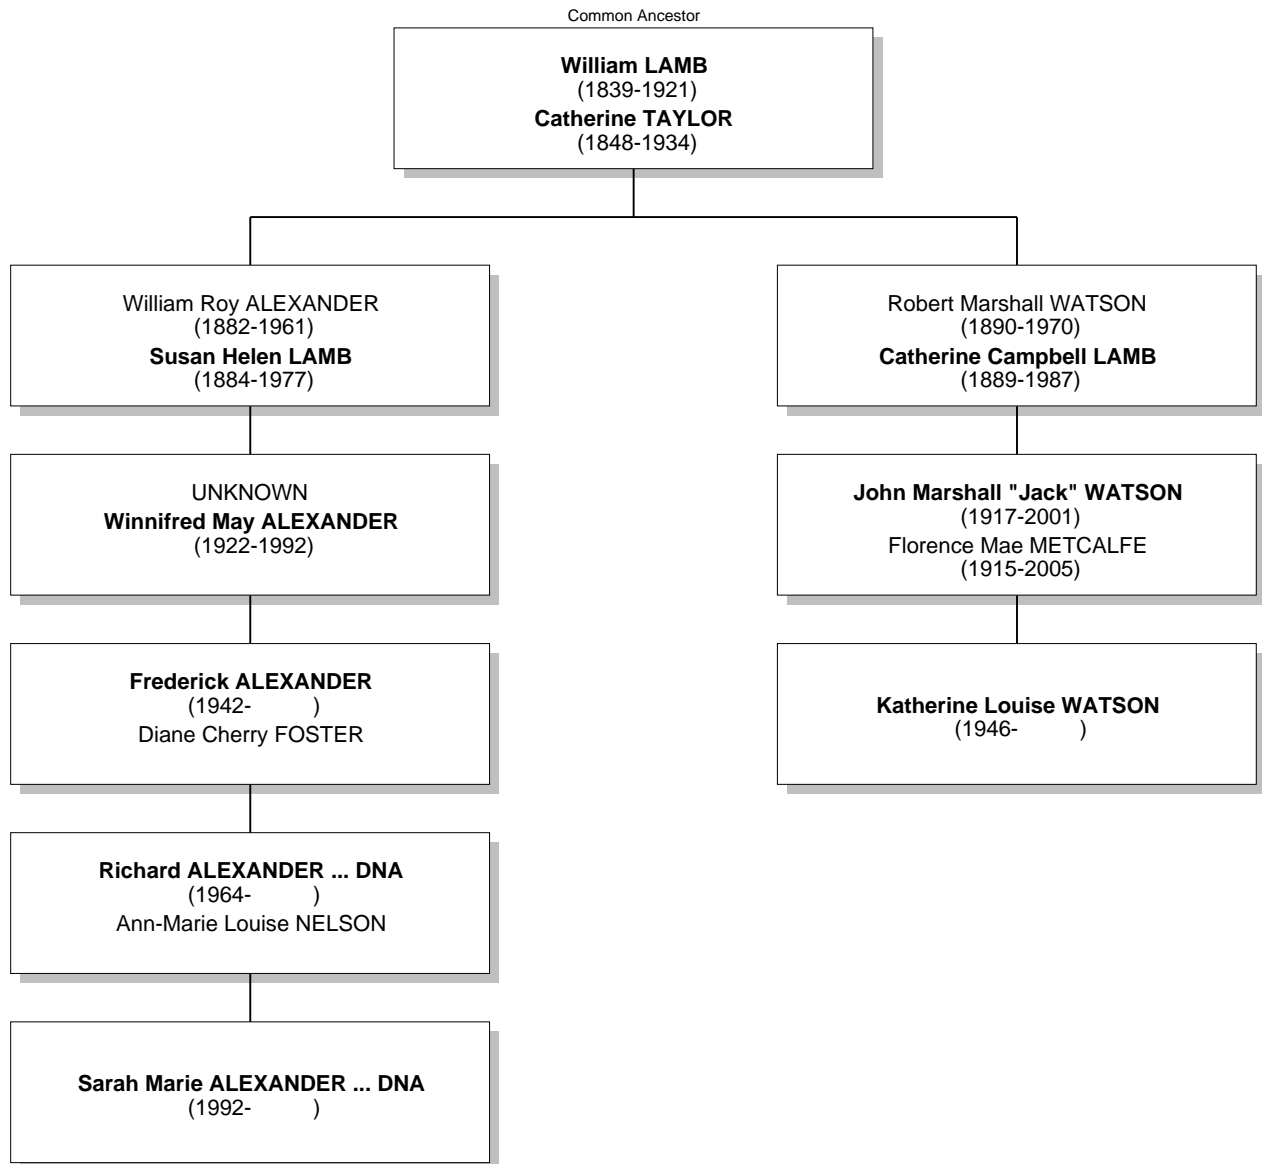 Common Ancestor
William LAMB
(1839-1921)
Catherine TAYLOR
(1848-1934)
William Roy ALEXANDER
(1882-1961)
Susan Helen LAMB
(1884-1977)
Robert Marshall WATSON
(1890-1970)
Catherine Campbell LAMB
(1889-1987)
UNKNOWN
Winnifred May ALEXANDER
(1922-1992)
John Marshall "Jack" WATSON
(1917-2001)
Florence Mae METCALFE
(1915-2005)
Frederick ALEXANDER
(1942-          )
Diane Cherry FOSTER
Katherine Louise WATSON
(1946-          )
Richard ALEXANDER ... DNA
(1964-          )
Ann-Marie Louise NELSON
Sarah Marie ALEXANDER ... DNA
(1992-          )